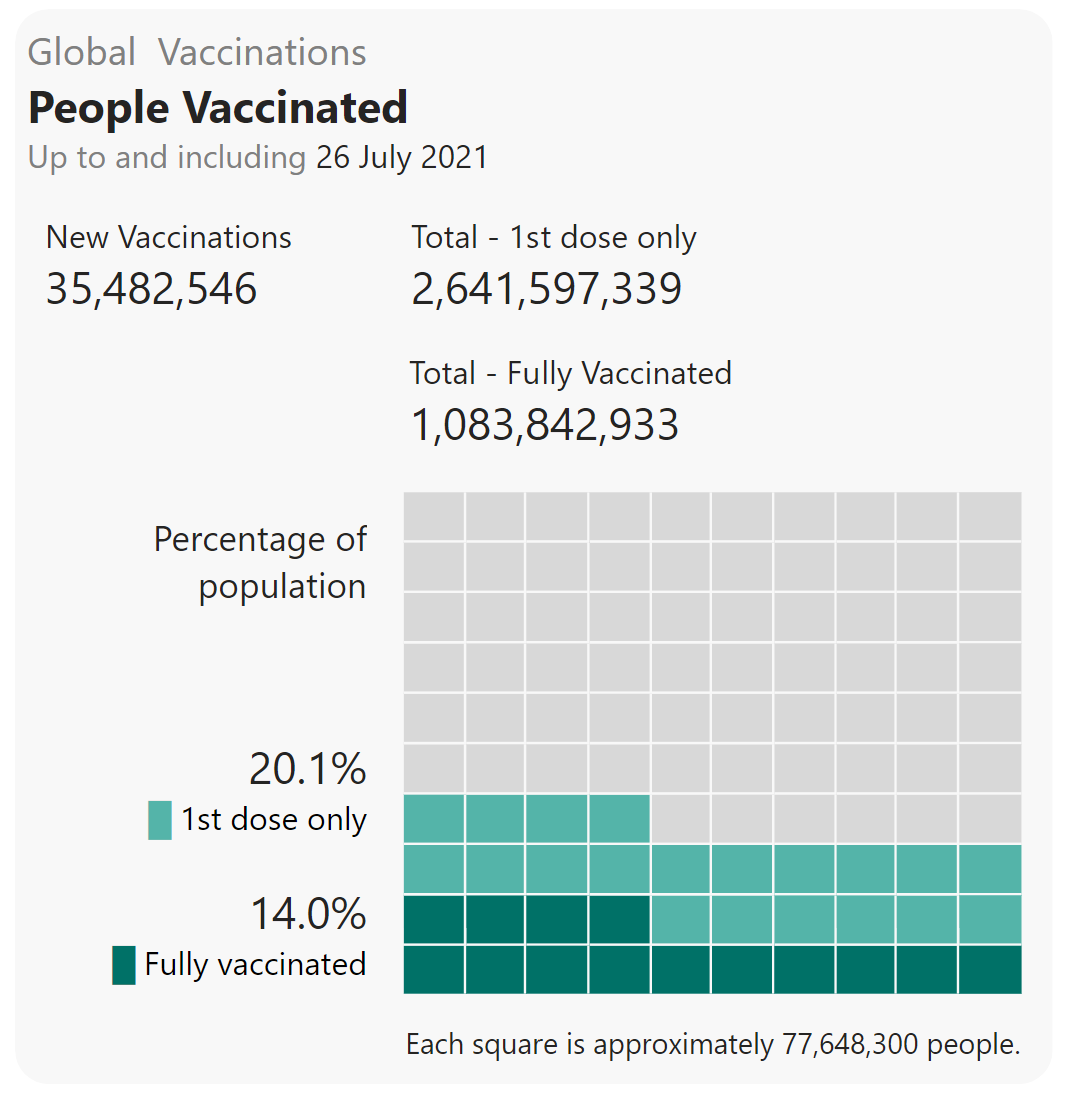 Global Vaccinations
People Vaccinated
Up to and including 26 July 2021
New Vaccinations
35,482,546
Total - 1st dose only
2,641,597,339
Total - Fully Vaccinated
1,083,842,933
Percentage of
population
20.1%
1st dose only
14.0%
Fully vaccinated
Each square is approximately 77,648,300 people.